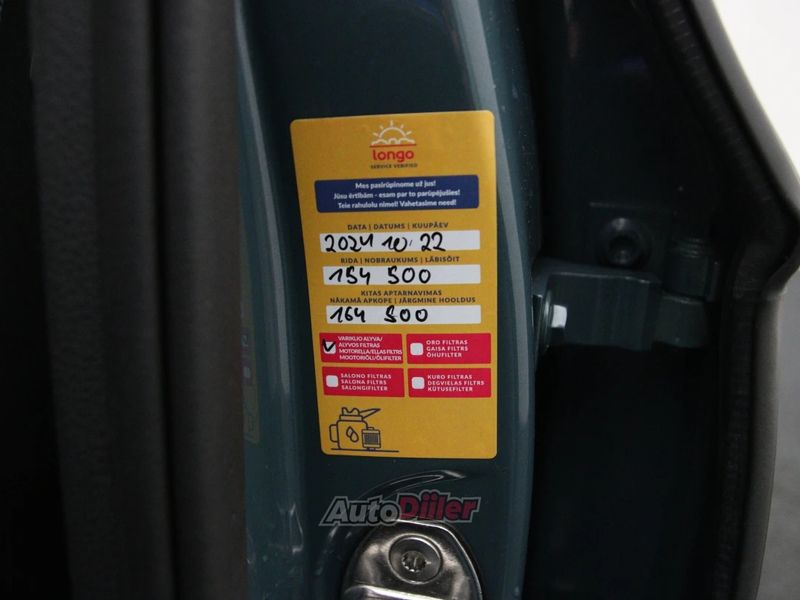 longo
SERVICE VERIFIED
Mes pasirūpinome už jus!
Jūsu ērtībām - esam par to parūpējušies!
Teie rahulolu nimel! Vahetasime need!
DATA | DATUMS | KUUPÄEV
2024 10. 22
RIDA | NOBRAUKUMS | LÄBISÕIT
154 500
KITAS APTARNAVIMAS
NĀKAMĀ APKOPE | JÄRGMINE HOOLDUS
164 500
VARIKLIO ALYVA/
ALYVOS FILTRAS
MOTORELLA/EĻĻAS FILTRS
MOOTORIÕLI/ÕLIFILTER
ORO FILTRAS
GAISA FILTRS
ÕHUFILTER
SALONO FILTRAS
SALONA FILTRS
SALONGIFILTER
KURO FILTRAS
DEGVIELAS FILTRS
KÜTUSEFILTER
AutoDiiler